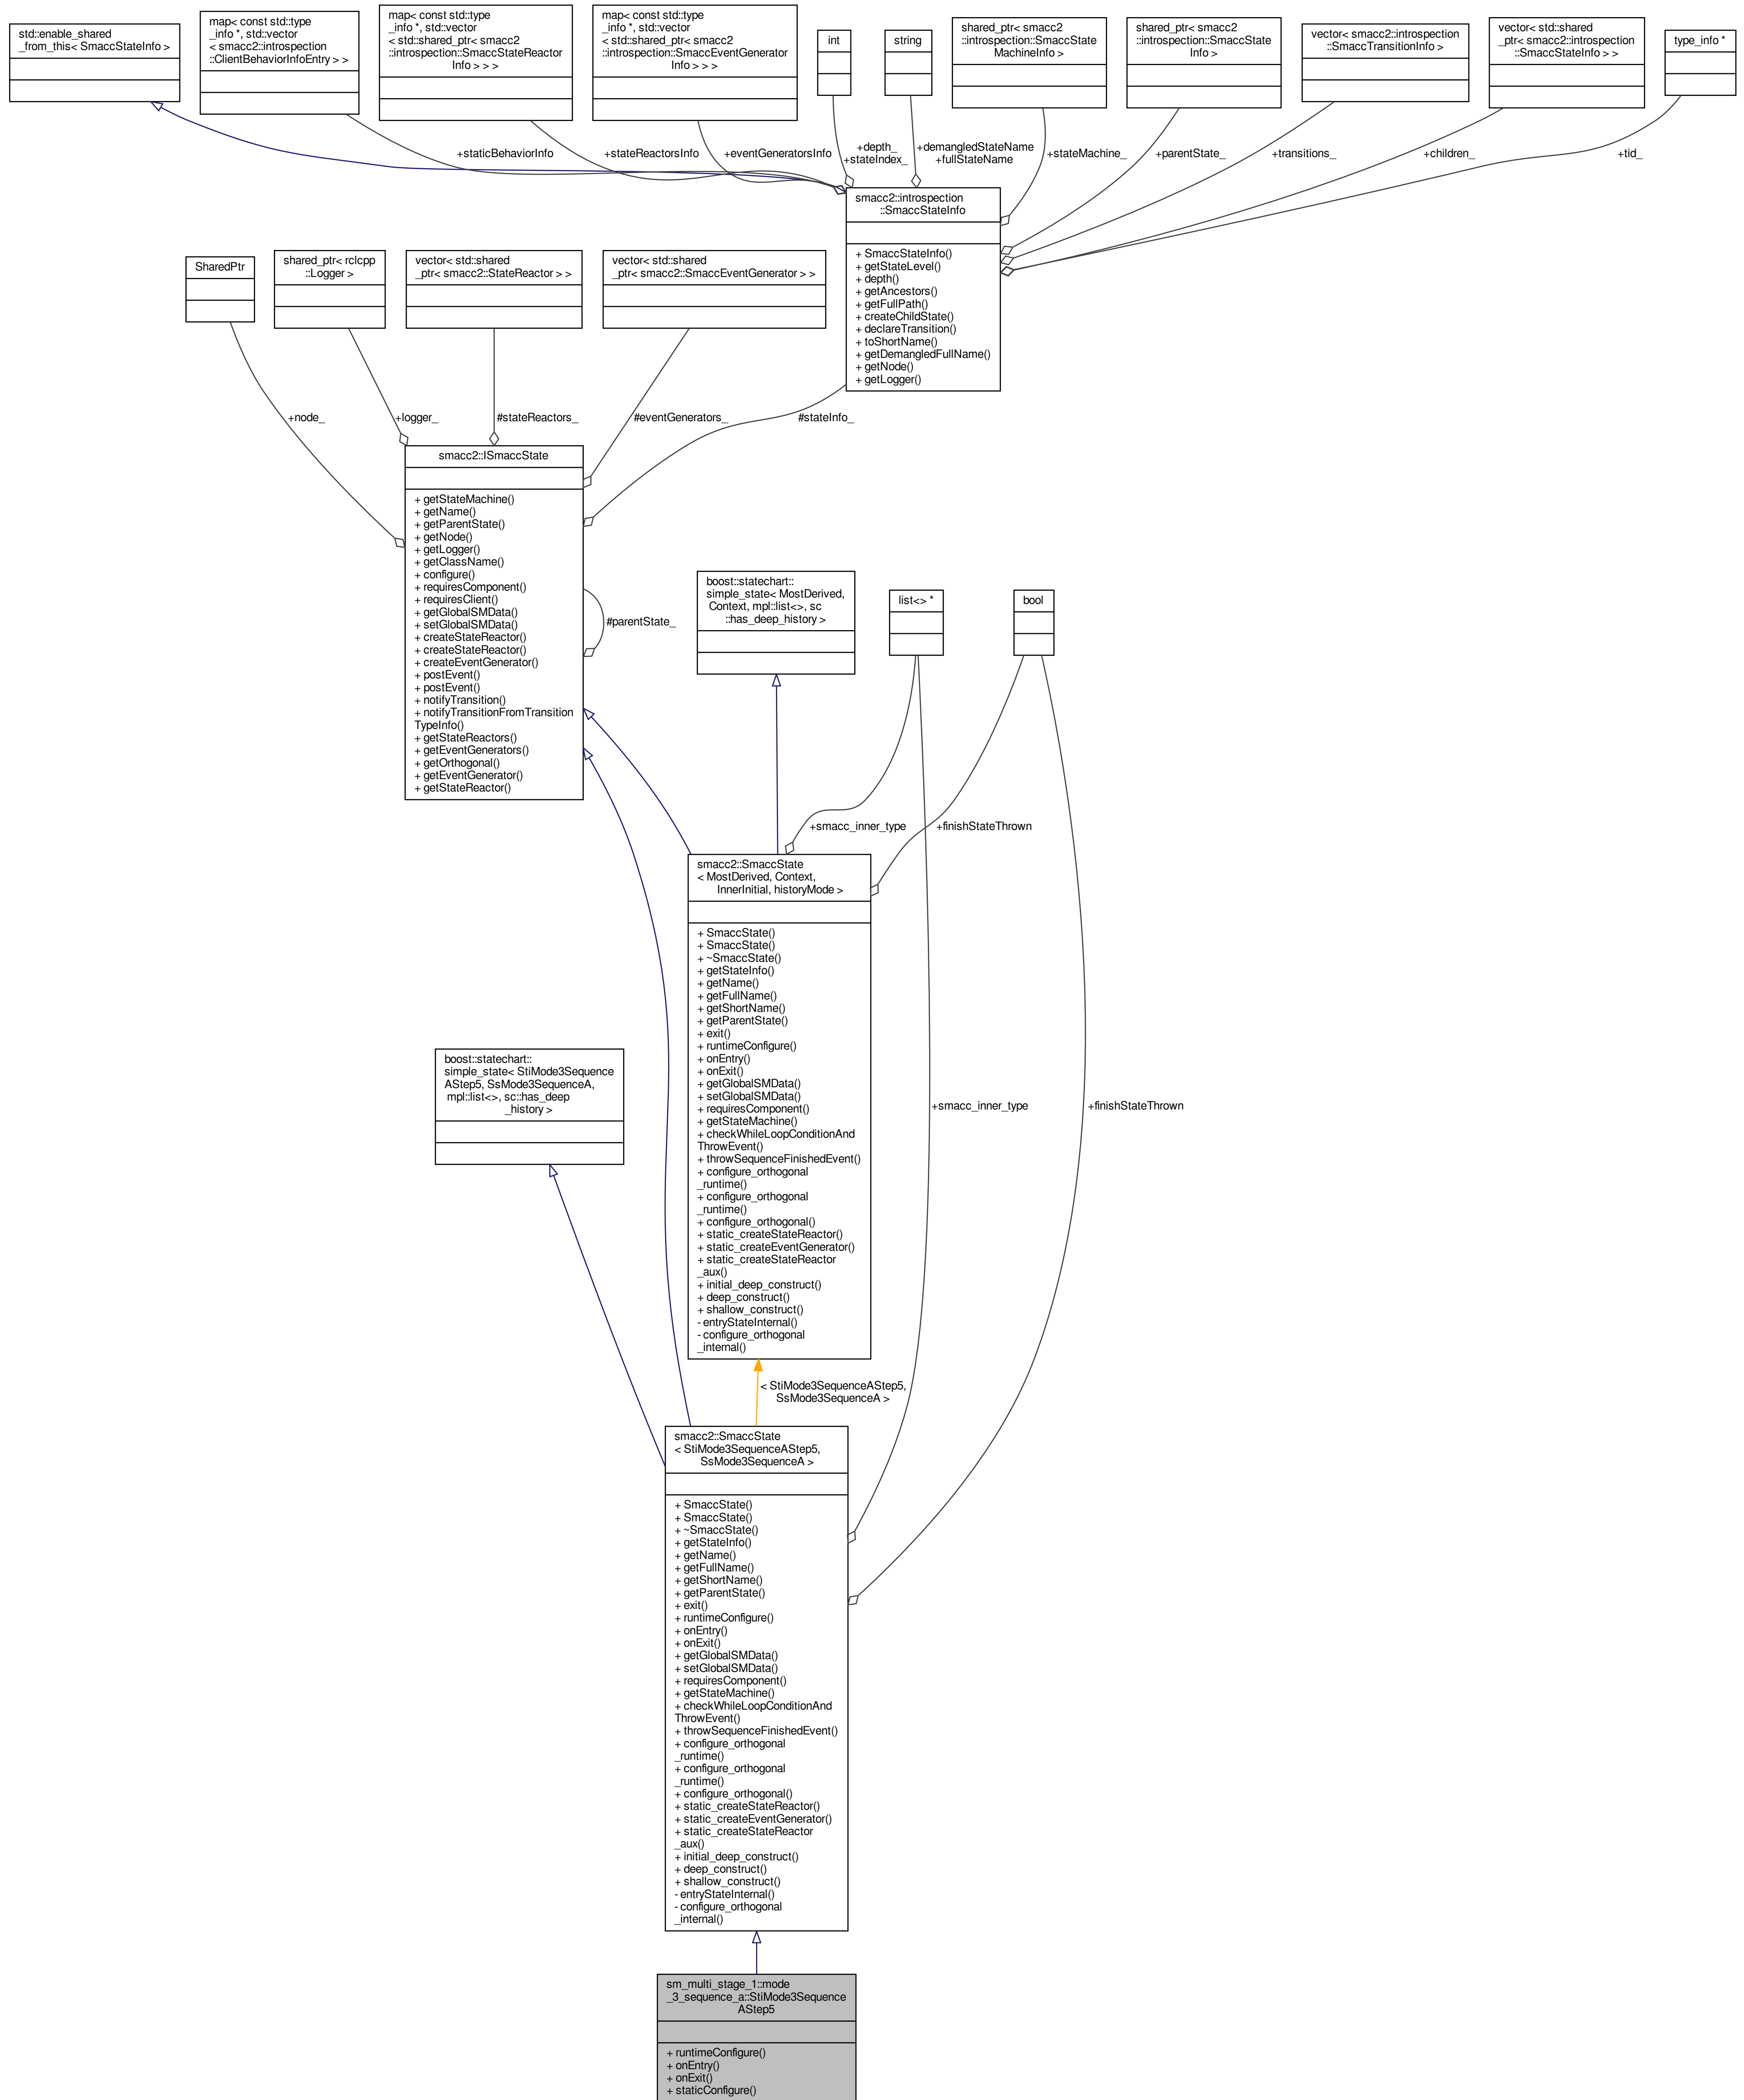 std::enable_shared
_from_this< SmaccStateInfo >
map< const std::type
_info *, std::vector
< smacc2::introspection
::ClientBehaviorInfoEntry > >
map< const std::type
_info *, std::vector
< std::shared_ptr< smacc2
::introspection::SmaccStateReactor
Info > > >
map< const std::type
_info *, std::vector
< std::shared_ptr< smacc2
::introspection::SmaccEventGenerator
Info > > >
int
string
shared_ptr< smacc2
::introspection::SmaccState
MachineInfo >
shared_ptr< smacc2
::introspection::SmaccState
Info >
vector< smacc2::introspection
::SmaccTransitionInfo >
vector< std::shared
_ptr< smacc2::introspection
::SmaccStateInfo > >
type_info *
+staticBehaviorInfo
+stateReactorsInfo
+eventGeneratorsInfo
+depth_
+stateIndex_
+demangledStateName
+fullStateName
+stateMachine_
+parentState_
+transitions_
+children_
+tid_
smacc2::introspection
::SmaccStateInfo
+ SmaccStateInfo()
+ getStateLevel()
+ depth()
+ getAncestors()
+ getFullPath()
+ createChildState()
+ declareTransition()
+ toShortName()
+ getDemangledFullName()
+ getNode()
+ getLogger()
SharedPtr
shared_ptr< rclcpp
::Logger >
vector< std::shared
_ptr< smacc2::StateReactor > >
vector< std::shared
_ptr< smacc2::SmaccEventGenerator > >
+node_
+logger_
#stateReactors_
#eventGenerators_
#stateInfo_
smacc2::ISmaccState
+ getStateMachine()
+ getName()
+ getParentState()
+ getNode()
+ getLogger()
+ getClassName()
+ configure()
+ requiresComponent()
+ requiresClient()
+ getGlobalSMData()
+ setGlobalSMData()
+ createStateReactor()
+ createStateReactor()
+ createEventGenerator()
+ postEvent()
+ postEvent()
+ notifyTransition()
+ notifyTransitionFromTransition
TypeInfo()
+ getStateReactors()
+ getEventGenerators()
+ getOrthogonal()
+ getEventGenerator()
+ getStateReactor()
#parentState_
boost::statechart::
simple_state< MostDerived,
Context, mpl::list<>, sc
::has_deep_history >
list<> *
bool
+smacc_inner_type
+finishStateThrown
smacc2::SmaccState
< MostDerived, Context,
InnerInitial, historyMode >
+ SmaccState()
+ SmaccState()
+ ~SmaccState()
+ getStateInfo()
+ getName()
+ getFullName()
+ getShortName()
+ getParentState()
+ exit()
+ runtimeConfigure()
+ onEntry()
+ onExit()
+ getGlobalSMData()
+ setGlobalSMData()
+ requiresComponent()
+ getStateMachine()
+ checkWhileLoopConditionAnd
ThrowEvent()
+ throwSequenceFinishedEvent()
+ configure_orthogonal
_runtime()
+ configure_orthogonal
_runtime()
+ configure_orthogonal()
+ static_createStateReactor()
+ static_createEventGenerator()
+ static_createStateReactor
_aux()
+ initial_deep_construct()
+ deep_construct()
+ shallow_construct()
- entryStateInternal()
- configure_orthogonal
_internal()
boost::statechart::
simple_state< StiMode3Sequence
AStep5, SsMode3SequenceA,
mpl::list<>, sc::has_deep
_history >
+smacc_inner_type
+finishStateThrown
< StiMode3SequenceAStep5,
SsMode3SequenceA >
smacc2::SmaccState
< StiMode3SequenceAStep5,
SsMode3SequenceA >
+ SmaccState()
+ SmaccState()
+ ~SmaccState()
+ getStateInfo()
+ getName()
+ getFullName()
+ getShortName()
+ getParentState()
+ exit()
+ runtimeConfigure()
+ onEntry()
+ onExit()
+ getGlobalSMData()
+ setGlobalSMData()
+ requiresComponent()
+ getStateMachine()
+ checkWhileLoopConditionAnd
ThrowEvent()
+ throwSequenceFinishedEvent()
+ configure_orthogonal
_runtime()
+ configure_orthogonal
_runtime()
+ configure_orthogonal()
+ static_createStateReactor()
+ static_createEventGenerator()
+ static_createStateReactor
_aux()
+ initial_deep_construct()
+ deep_construct()
+ shallow_construct()
- entryStateInternal()
- configure_orthogonal
_internal()
sm_multi_stage_1::mode
_3_sequence_a::StiMode3Sequence
AStep5
+ runtimeConfigure()
+ onEntry()
+ onExit()
+ staticConfigure()